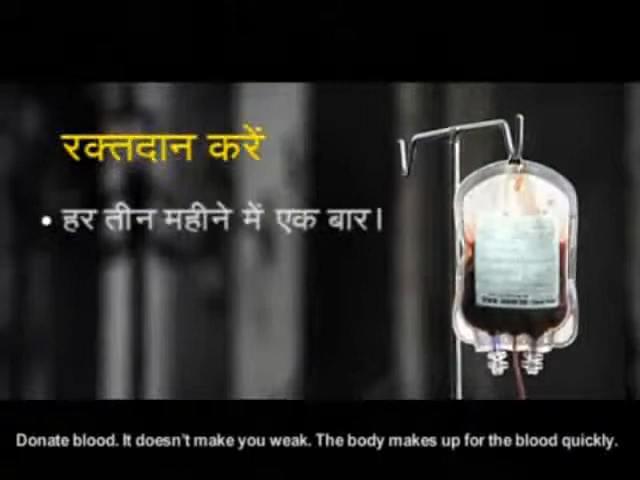 रक्तदान करें
• हर तीन महीने में एक बार।
Donate blood. It doesn't make you weak. The body makes up for the blood quickly.